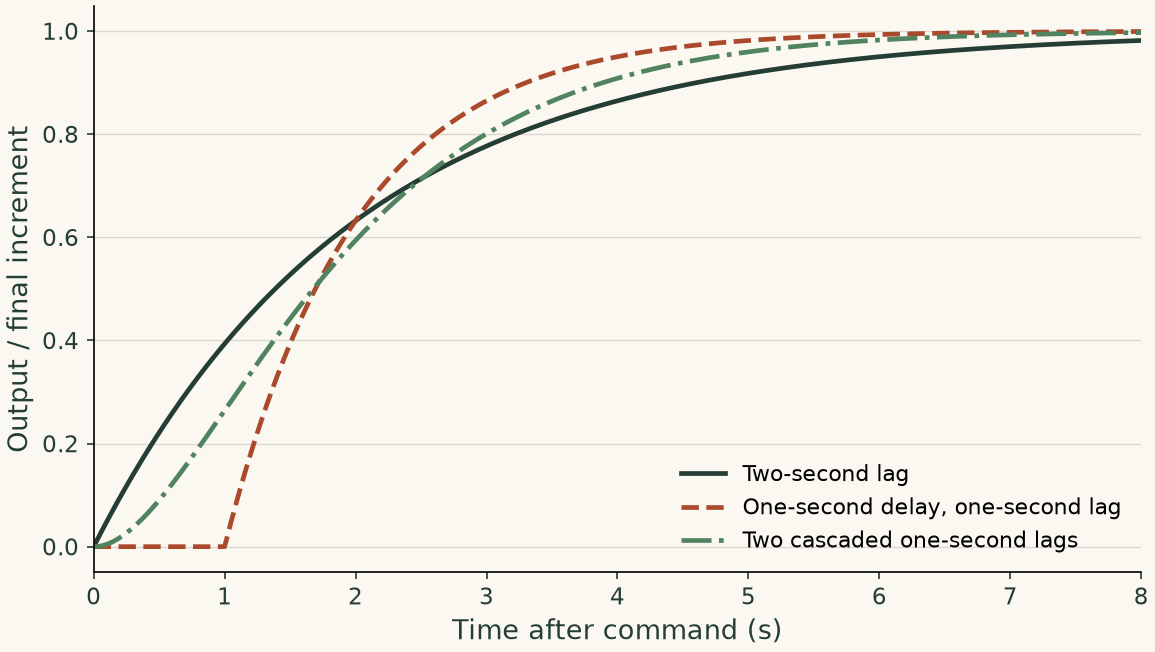 Output / final increment
1.0
0.8
0.6
0.4
0.2
0.0
Two-second lag
One-second delay, one-second lag
Two cascaded one-second lags
0 1 2 3 4 5 6 7 8
Time after command (s)